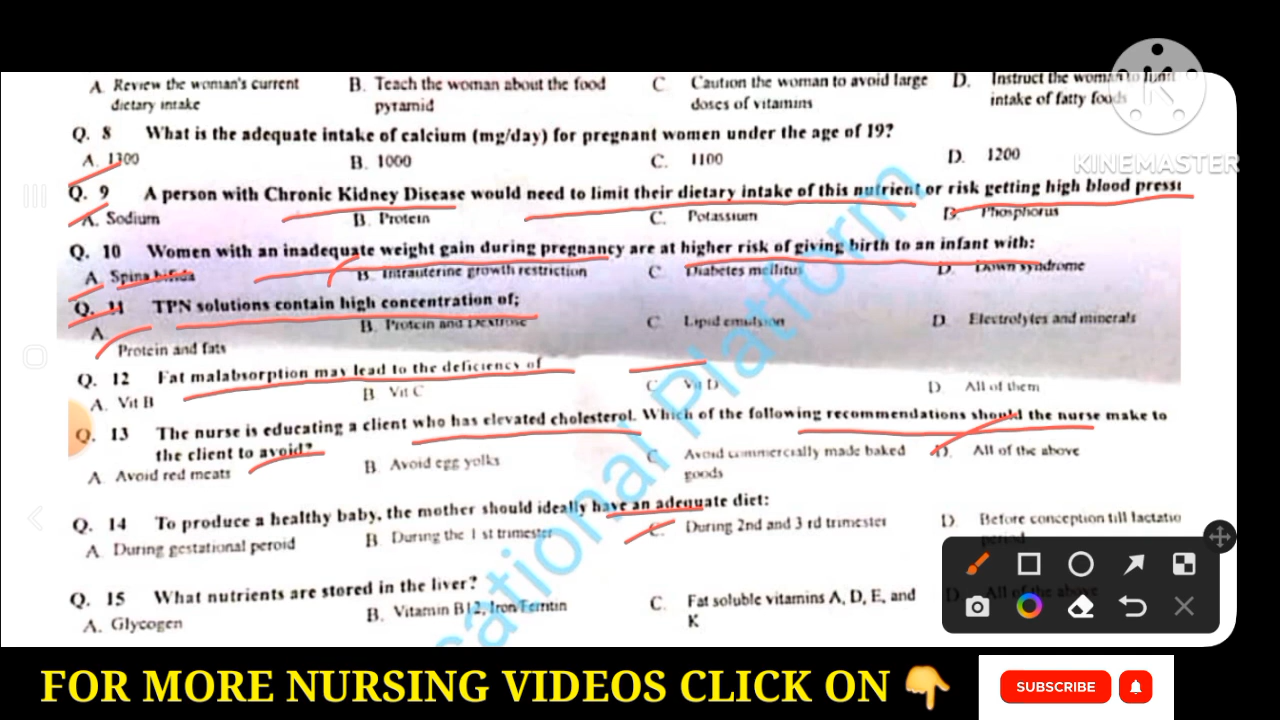 A. Review the woman's current dietary intake B. Teach the woman about the food pyramid C. Caution the woman to avoid large doses of vitamins D. Instruct the woman to limit intake of fatty foods
Q. 8 What is the adequate intake of calcium (mg/day) for pregnant women under the age of 19?
A. 1300 B. 1000 C. 1100 D. 1200
KINEMASTER
Q. 9 A person with Chronic Kidney Disease would need to limit their dietary intake of this nutrient or risk getting high blood pressu
A. Sodium B. Protein C. Potassium D. Phosphorus
Q. 10 Women with an inadequate weight gain during pregnancy are at higher risk of giving birth to an infant with:
A. Spina bifida B. Intrauterine growth restriction C. Diabetes mellitus D. Down syndrome
Q. 11 TPN solutions contain high concentration of;
A. Protein and fats B. Protein and Dextrose C. Lipid emulsion D. Electrolytes and minerals
Q. 12 Fat malabsorption may lead to the deficiency of
A. Vit B B. Vit C C. Vit D D. All of them
Q. 13 The nurse is educating a client who has elevated cholesterol. Which of the following recommendations should the nurse make to
the client to avoid?
A. Avoid red meats B. Avoid egg yolks C. Avoid commercially made baked goods D. All of the above
Q. 14 To produce a healthy baby, the mother should ideally have an adequate diet:
A. During gestational peroid B. During the 1 st trimester C. During 2nd and 3 rd trimester D. Before conception till lactatio
Q. 15 What nutrients are stored in the liver?
A. Glycogen B. Vitamin B12, Iron Ferritin C. Fat soluble vitamins A, D, E, and K D. All of the above
cational Platform
FOR MORE NURSING VIDEOS CLICK ON 👇
SUBSCRIBE